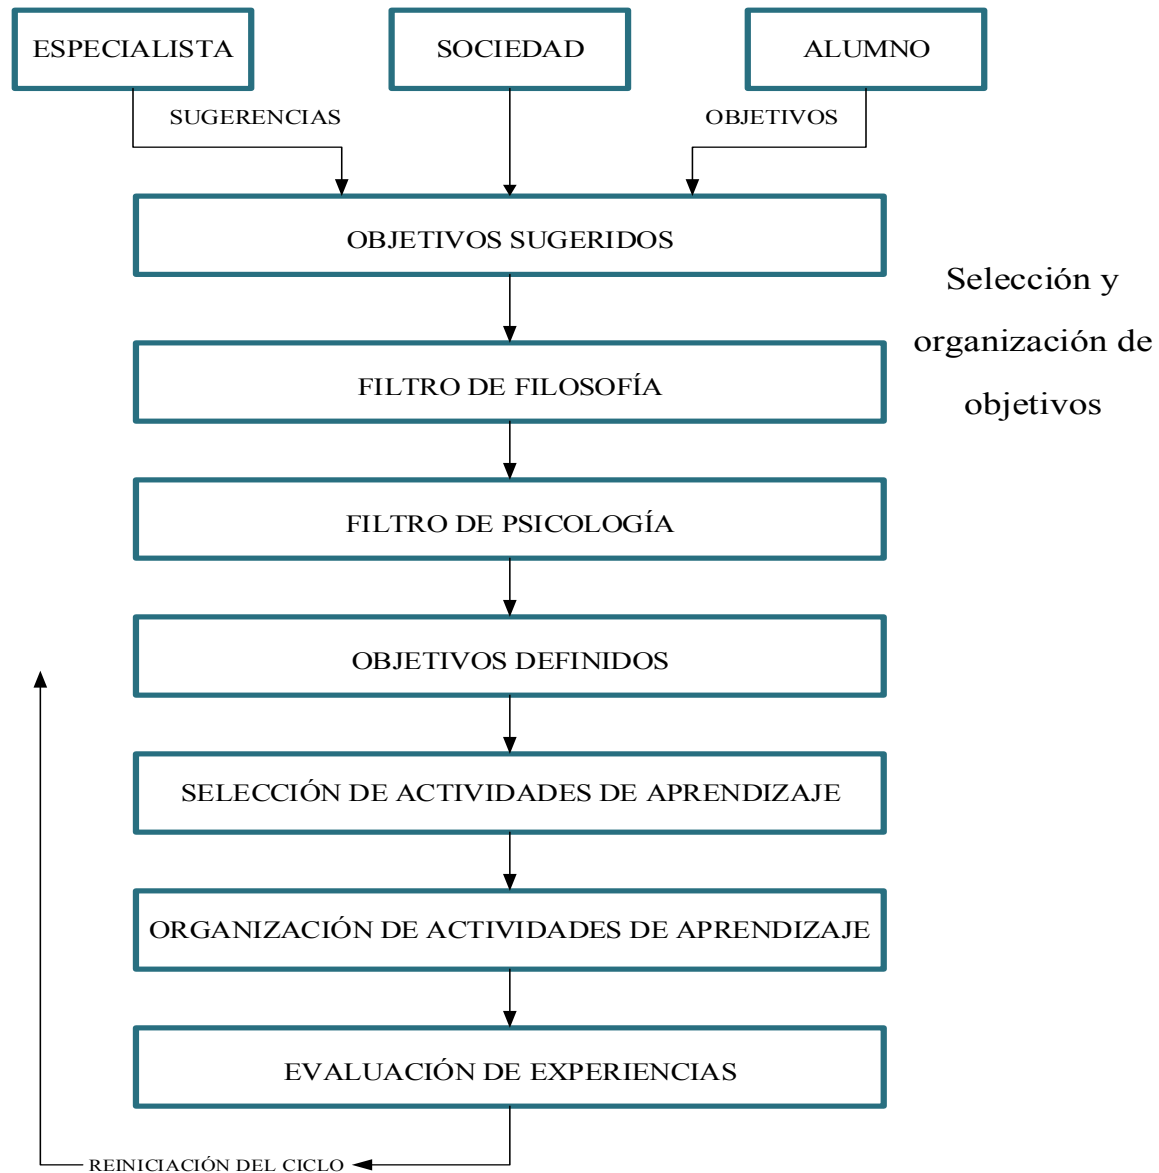 ESPECIALISTA
SOCIEDAD
ALUMNO
SUGERENCIAS
OBJETIVOS
OBJETIVOS SUGERIDOS
Selección y
organización de
objetivos
FILTRO DE FILOSOFÍA
FILTRO DE PSICOLOGÍA
OBJETIVOS DEFINIDOS
SELECCIÓN DE ACTIVIDADES DE APRENDIZAJE
ORGANIZACIÓN DE ACTIVIDADES DE APRENDIZAJE
EVALUACIÓN DE EXPERIENCIAS
REINICIACIÓN DEL CICLO